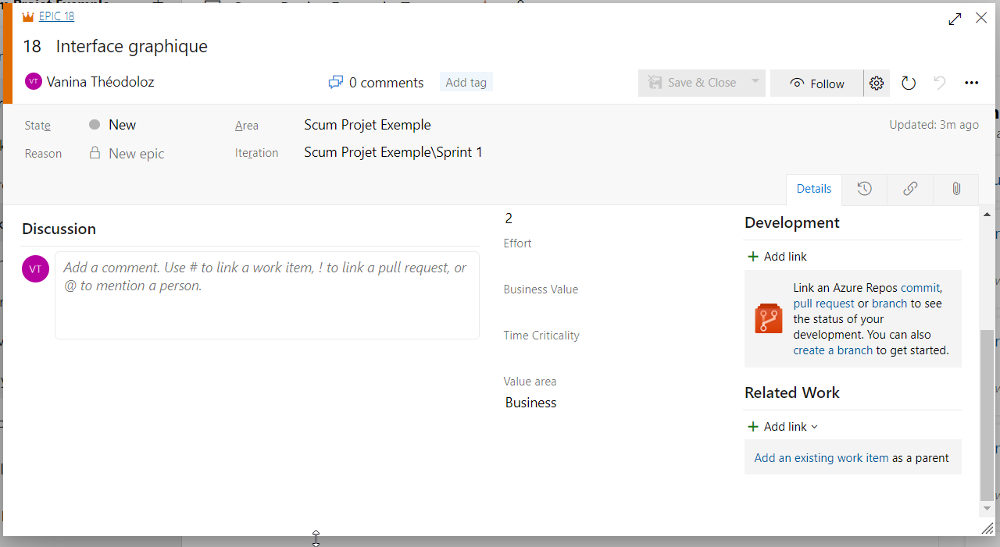 EPIC 18
18 Interface graphique
VT Vanina Théodoloz
0 comments
Add tag
Save & Close
Follow
State
New
Area
Scum Projet Exemple
Updated: 3m ago
Reason
New epic
Iteration
Scum Projet Exemple\Sprint 1
Details
Discussion
VT
Add a comment. Use # to link a work item, ! to link a pull request, or
@ to mention a person.
2
Effort
Business Value
Time Criticality
Value area
Business
Development
+ Add link
Link an Azure Repos commit,
pull request or branch to see
the status of your
development. You can also
create a branch to get started.
Related Work
+ Add link
Add an existing work item as a parent